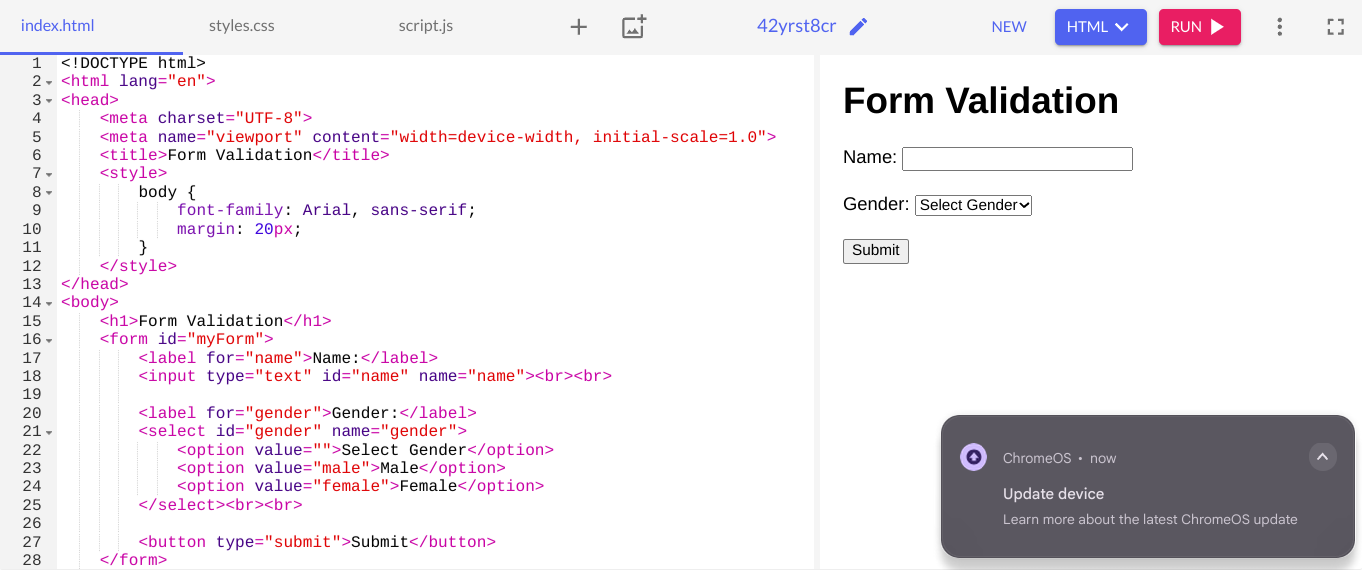 index.html styles.css script.js 42yrst8cr NEW HTML RUN
1 <!DOCTYPE html>
2 <html lang="en">
3 <head>
4     <meta charset="UTF-8">
5     <meta name="viewport" content="width=device-width, initial-scale=1.0">
6     <title>Form Validation</title>
7     <style>
8         body {
9             font-family: Arial, sans-serif;
10             margin: 20px;
11         }
12     </style>
13 </head>
14 <body>
15     <h1>Form Validation</h1>
16     <form id="myForm">
17         <label for="name">Name:</label>
18         <input type="text" id="name" name="name"><br><br>
19
20         <label for="gender">Gender:</label>
21         <select id="gender" name="gender">
22             <option value="">Select Gender</option>
23             <option value="male">Male</option>
24             <option value="female">Female</option>
25         </select><br><br>
26
27         <button type="submit">Submit</button>
28     </form>
Form Validation
Name:
Gender: Select Gender
Submit
ChromeOS • now
Update device
Learn more about the latest ChromeOS update